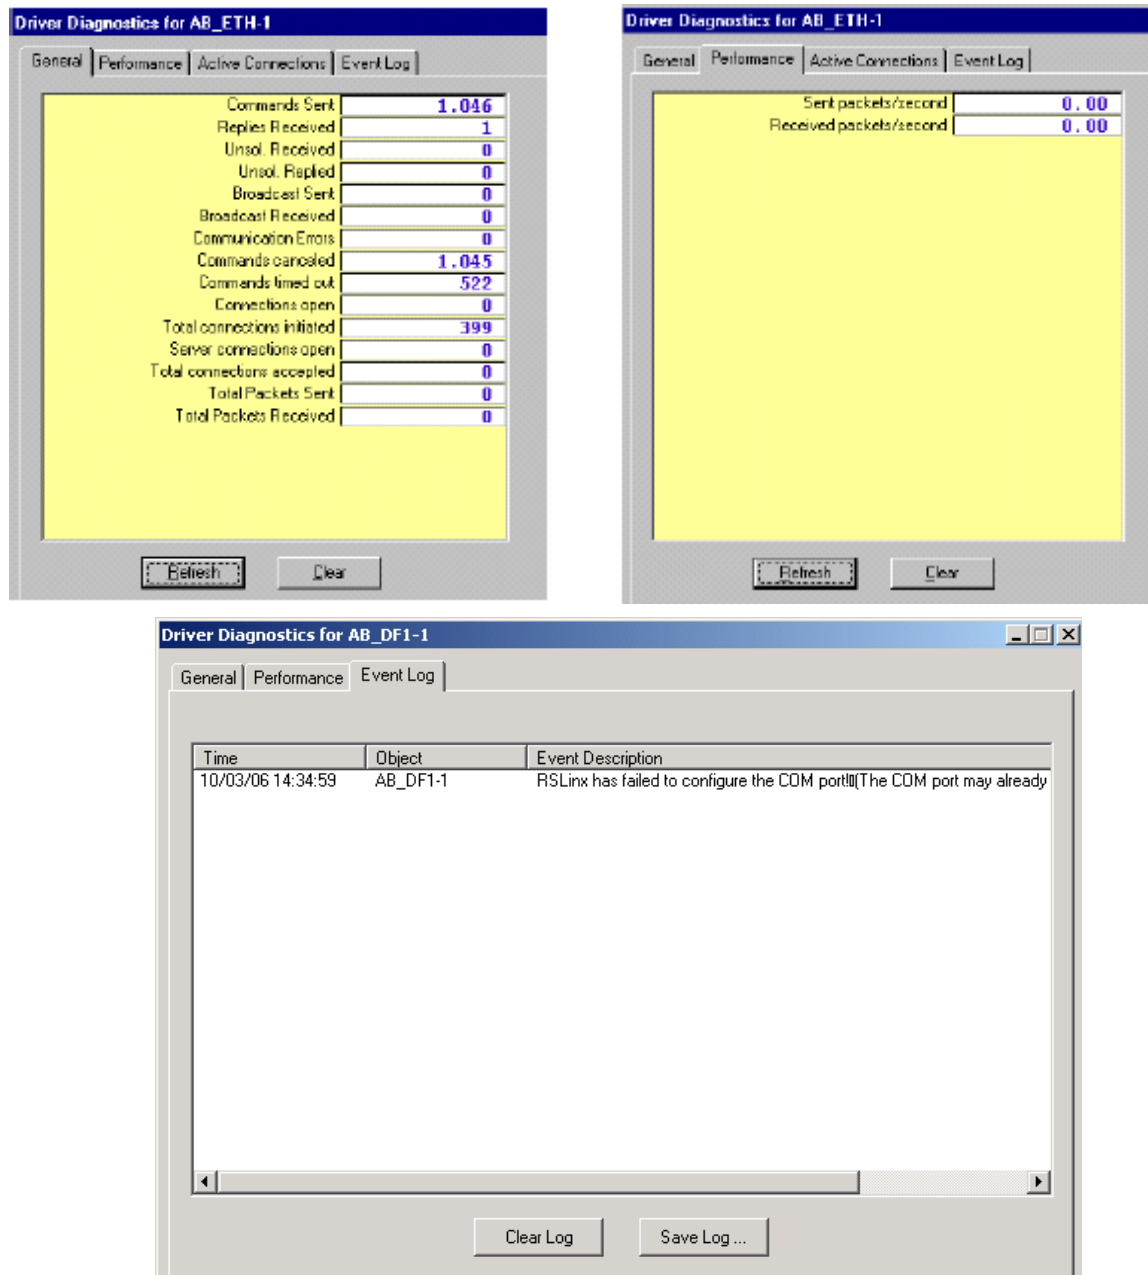 Driver Diagnostics for AB_ETH-1
General Performance Active Connections Event Log
Commands Sent 1.046
Replies Received 1
Unsol. Received 0
Unsol. Replied 0
Broadcast Sent 0
Broadcast Received 0
Communication Errors 0
Commands canceled 1.045
Commands timed out 522
Connections open 0
Total connections initiated 399
Server connections open 0
Total connections accepted 0
Total Packets Sent 0
Total Packets Received 0
Refresh Clear
Driver Diagnostics for AB_ETH-1
General Performance Active Connections Event Log
Sent packets/second 0.00
Received packets/second 0.00
Refresh Clear
Driver Diagnostics for AB_DF1-1
General Performance Event Log
Time Object Event Description
10/03/06 14:34:59 AB_DF1-1 RSLinx has failed to configure the COM port!(The COM port may already
Clear Log Save Log ...